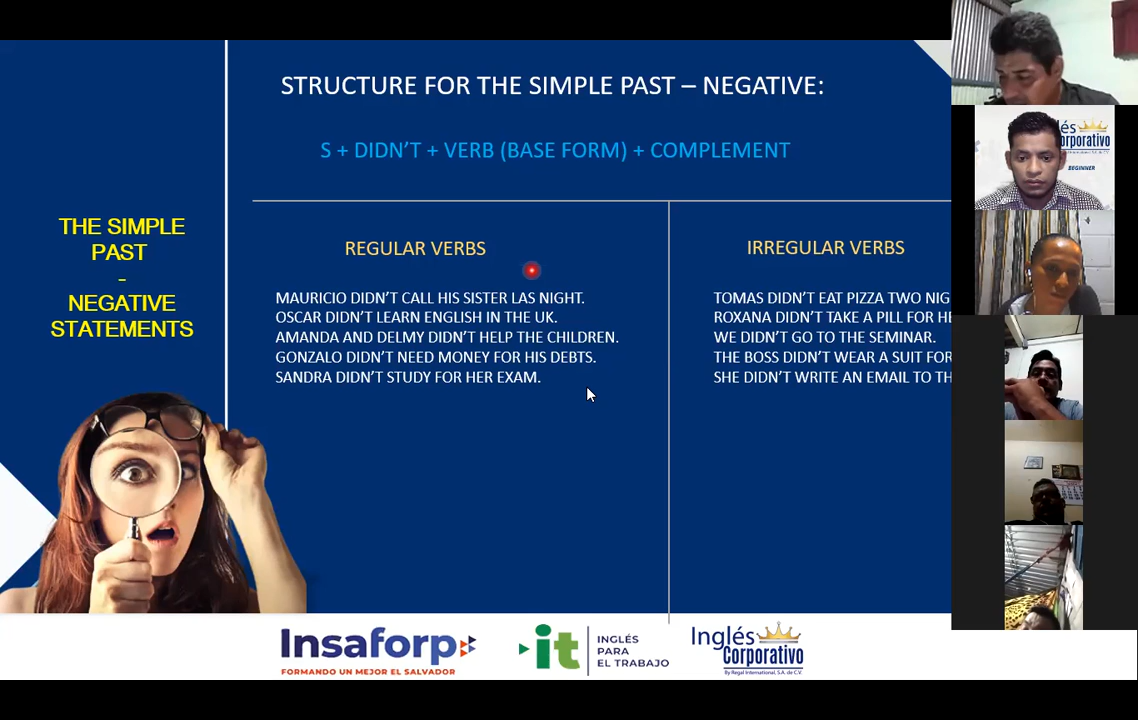 STRUCTURE FOR THE SIMPLE PAST – NEGATIVE:
S + DIDN'T + VERB (BASE FORM) + COMPLEMENT
THE SIMPLE
PAST
-
NEGATIVE
STATEMENTS
REGULAR VERBS
MAURICIO DIDN'T CALL HIS SISTER LAS NIGHT.
OSCAR DIDN'T LEARN ENGLISH IN THE UK.
AMANDA AND DELMY DIDN'T HELP THE CHILDREN.
GONZALO DIDN'T NEED MONEY FOR HIS DEBTS.
SANDRA DIDN'T STUDY FOR HER EXAM.
IRREGULAR VERBS
TOMAS DIDN'T EAT PIZZA TWO NIG
ROXANA DIDN'T TAKE A PILL FOR HE
WE DIDN'T GO TO THE SEMINAR.
THE BOSS DIDN'T WEAR A SUIT FOR
SHE DIDN'T WRITE AN EMAIL TO TH
Insaforp
FORMANDO UN MEJOR EL SALVADOR
it
INGLÉS
PARA
EL TRABAJO
Inglés
Corporativo
By Regal International, S.A. de C.V.
glés
orporativo
BEGINNER